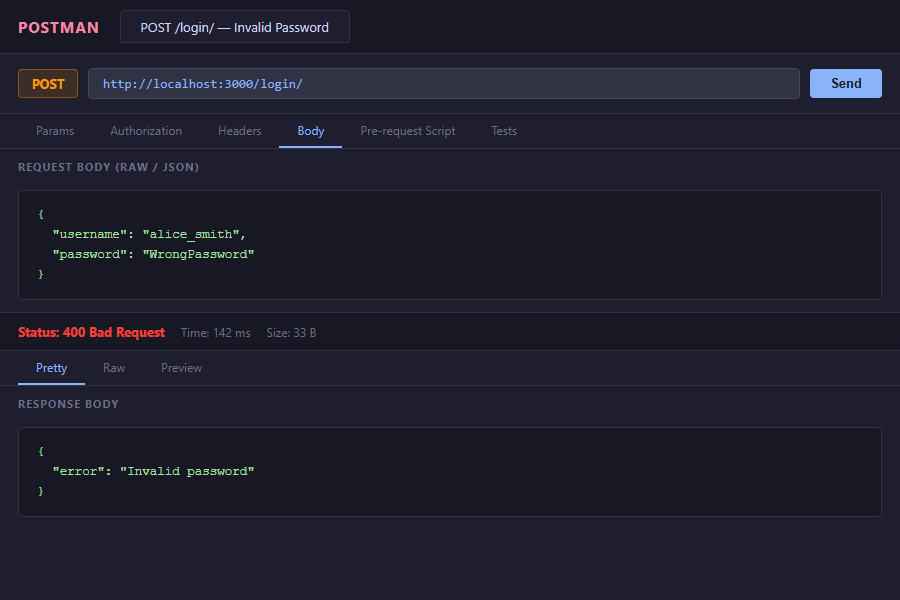 POSTMAN
POST /login/ — Invalid Password
POST
http://localhost:3000/login/
Send
Params Authorization Headers Body Pre-request Script Tests
REQUEST BODY (RAW / JSON)
{
  "username": "alice_smith",
  "password": "WrongPassword"
}
Status: 400 Bad Request Time: 142 ms Size: 33 B
Pretty Raw Preview
RESPONSE BODY
{
  "error": "Invalid password"
}